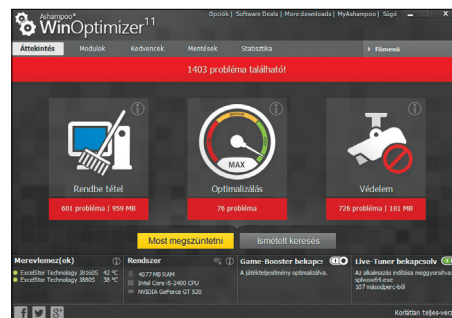 Ashampoo®
WinOptimizer 11
Opciók | Software Deals | More downloads | MyAshampoo | Súgó
Áttekintés Modulok Kedvencek Mentések Statisztika Főmenü
1403 probléma található!
MAX
Rendbe tétel Optimalizálás Védelem
601 probléma | 959 MB 76 probléma 726 probléma | 101 MB
Most megszüntetni Ismételt keresés
Merevlemez(ek) Rendszer Game-Booster bekapcs Live-Tuner bekapcsolv
ExcelStor Technology J8160S 42 °C
ExcelStor Technology J880S 38 °C
4077 MB RAM
Intel Core i5-2400 CPU
NVIDIA GeForce GT 520
A játékteljesítmény optimalizálva.
Az alkalmazás indítása meggyorsítva:
splwow64.exe
107 másodperc-ből
Korlátlan teljes-verz